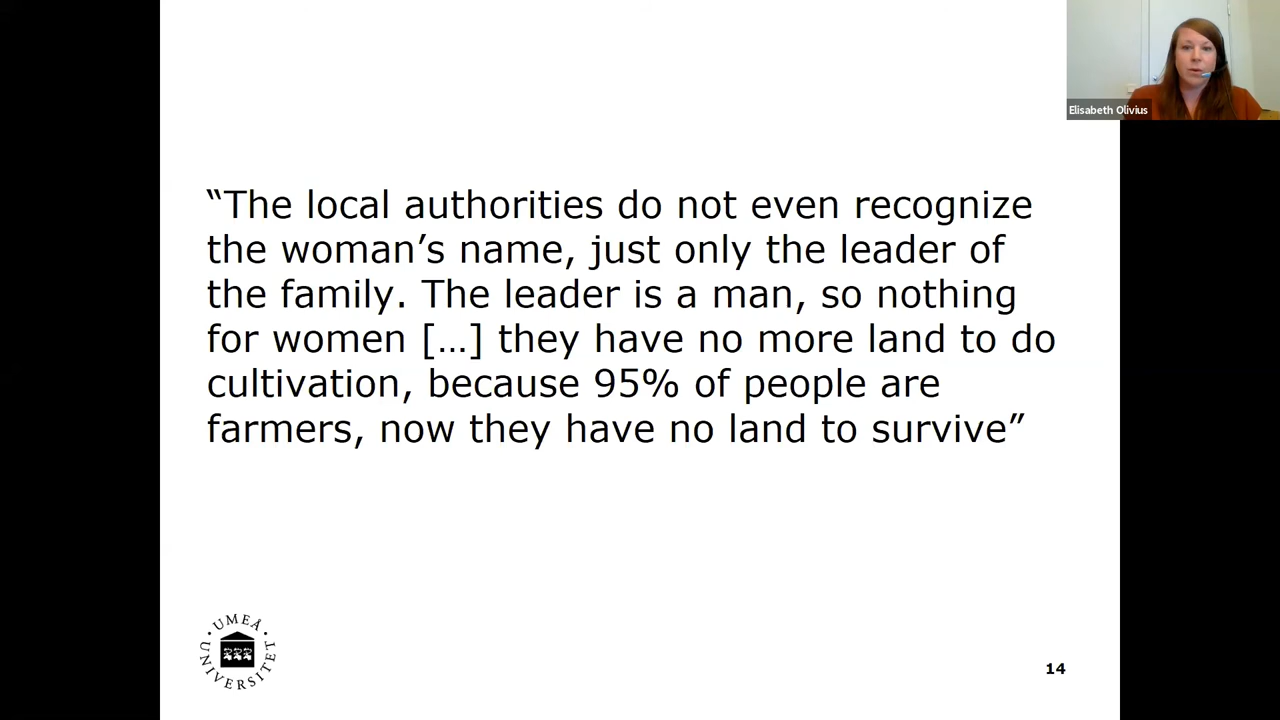 Elisabeth Olivius
“The local authorities do not even recognize
the woman’s name, just only the leader of
the family. The leader is a man, so nothing
for women […] they have no more land to do
cultivation, because 95% of people are
farmers, now they have no land to survive”
UMEÅ UNIVERSITET
14